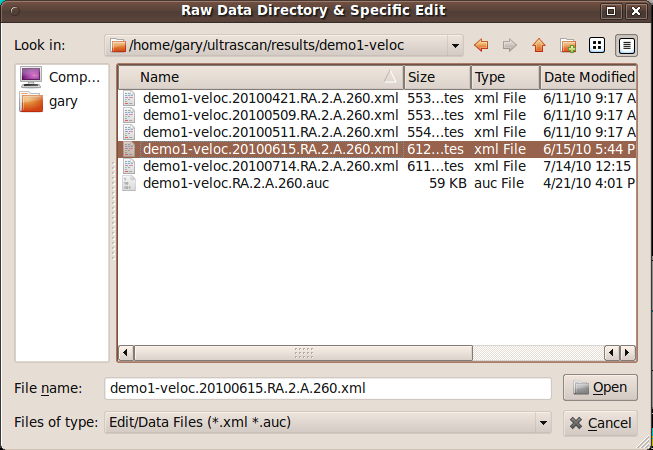 Raw Data Directory & Specific Edit
Look in: /home/gary/ultrascan/results/demo1-veloc
Comp...
gary
Name Size Type Date Modified
demo1-veloc.20100421.RA.2.A.260.xml 553...tes xml File 6/11/10 9:17 A
demo1-veloc.20100509.RA.2.A.260.xml 553...tes xml File 6/11/10 9:17 A
demo1-veloc.20100511.RA.2.A.260.xml 554...tes xml File 6/11/10 9:17 A
demo1-veloc.20100615.RA.2.A.260.xml 612...tes xml File 6/15/10 5:44 P
demo1-veloc.20100714.RA.2.A.260.xml 611...tes xml File 7/14/10 12:15
demo1-veloc.RA.2.A.260.auc 59 KB auc File 4/21/10 4:01 P
File name: demo1-veloc.20100615.RA.2.A.260.xml Open
Files of type: Edit/Data Files (*.xml *.auc) Cancel